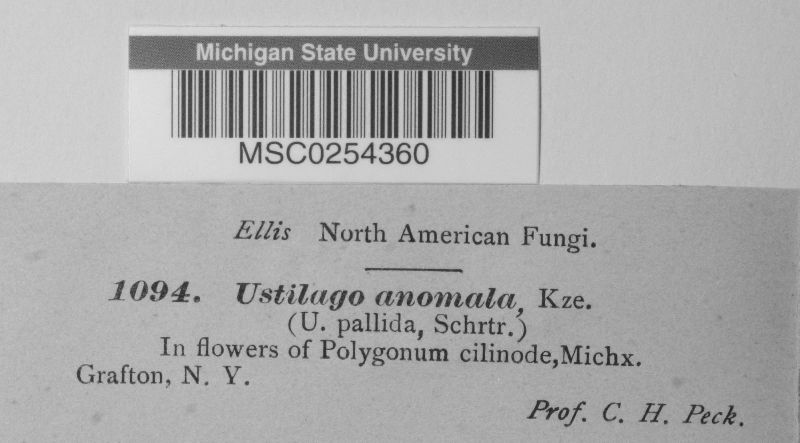 Michigan State University
MSC0254360
Ellis North American Fungi.
1094. Ustilago anomala, Kze.
(U. pallida, Schrtr.)
In flowers of Polygonum cilinode,Michx.
Grafton, N. Y.
Prof. C. H. Peck.